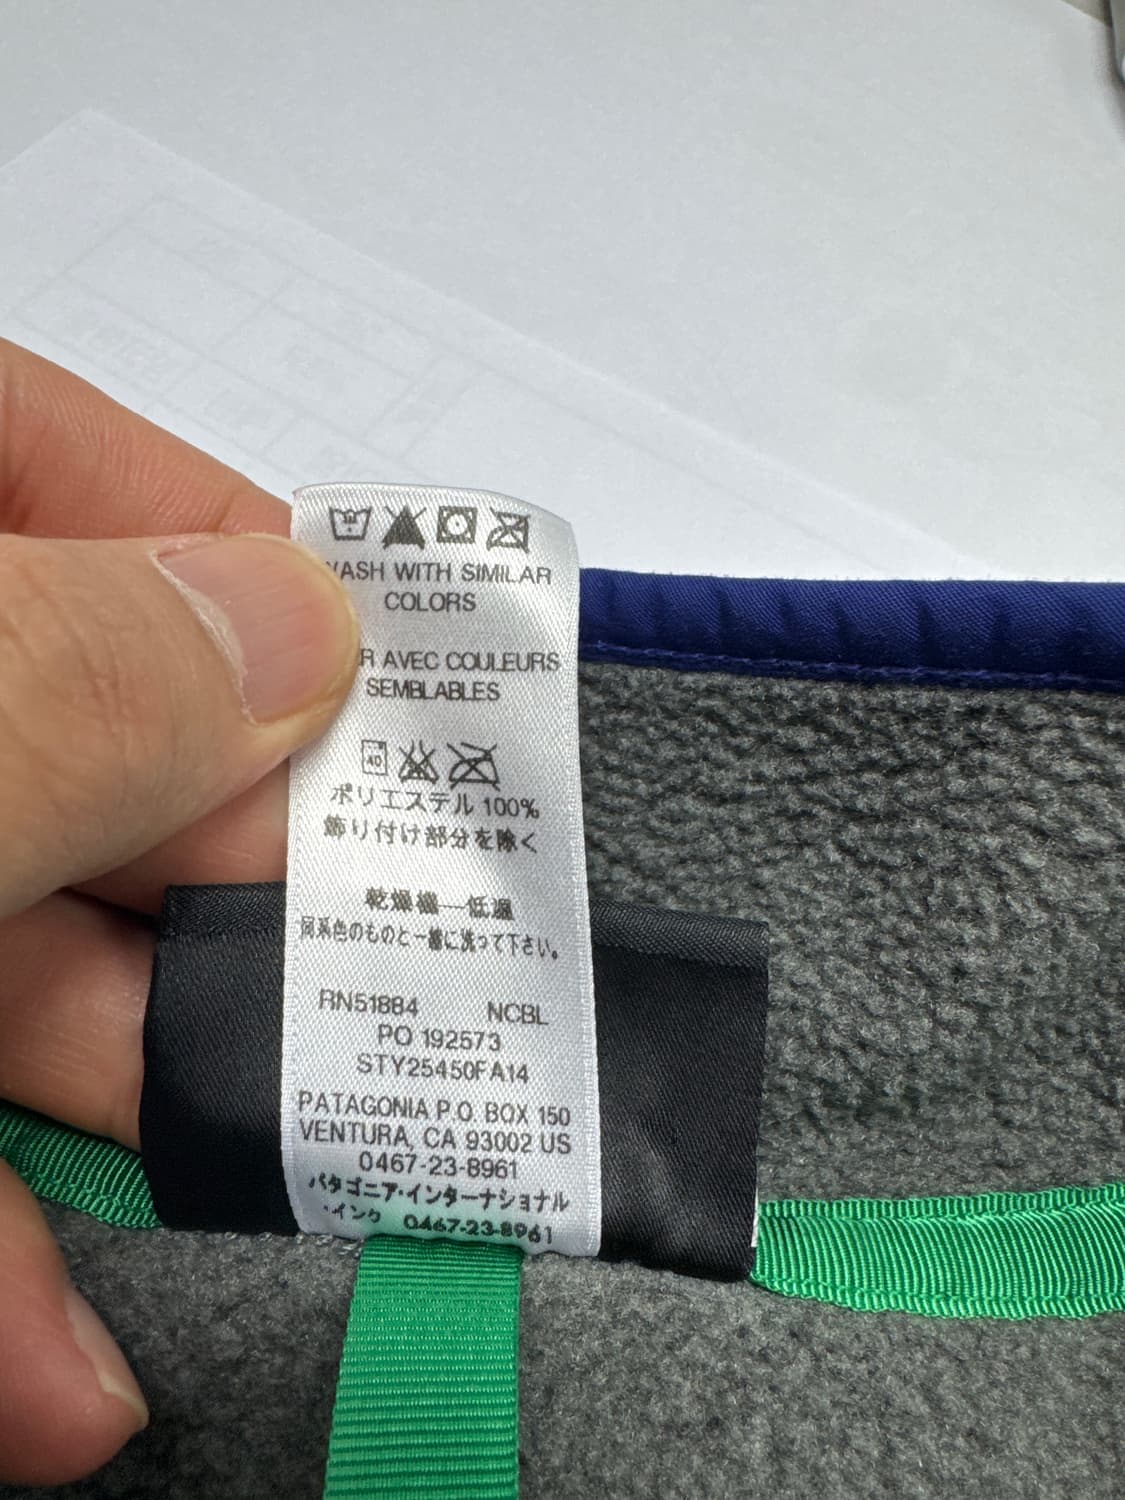 WASH WITH SIMILAR
COLORS
AVEC COULEURS
SEMBLABLES
40
ポリエステル 100%
飾り付け部分を除く
乾燥機—低温
同系色のものと一緒に洗って下さい。
RN51884 NCBL
PO 192573
STY25450FA14
PATAGONIA P.O. BOX 150
VENTURA, CA 93002 US
0467-23-8961
パタゴニア・インターナショナル
・インク 0467-23-8961